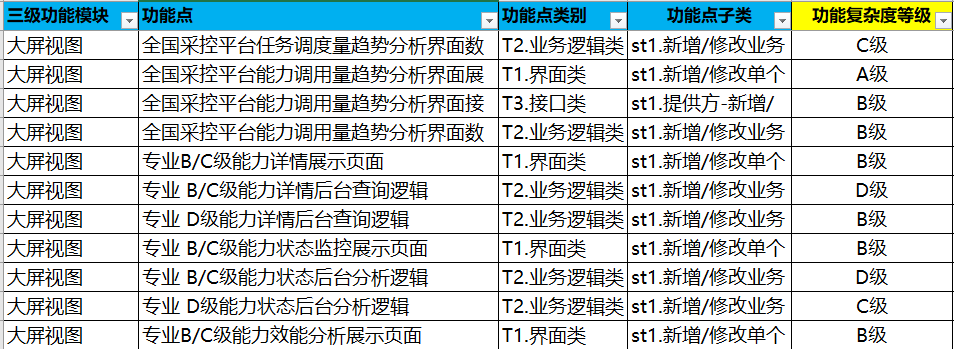 三级功能模块 功能点 功能点类别 功能点子类 功能复杂度等级
大屏视图 全国采控平台任务调度量趋势分析界面数 T2.业务逻辑类 st1.新增/修改业务 C级
大屏视图 全国采控平台能力调用量趋势分析界面展 T1.界面类 st1.新增/修改单个 A级
大屏视图 全国采控平台能力调用量趋势分析界面接 T3.接口类 st1.提供方-新增/ B级
大屏视图 全国采控平台能力调用量趋势分析界面数 T2.业务逻辑类 st1.新增/修改业务 B级
大屏视图 专业B/C级能力详情展示页面 T1.界面类 st1.新增/修改单个 B级
大屏视图 专业 B/C级能力详情后台查询逻辑 T2.业务逻辑类 st1.新增/修改业务 D级
大屏视图 专业 D级能力详情后台查询逻辑 T2.业务逻辑类 st1.新增/修改业务 B级
大屏视图 专业 B/C级能力状态监控展示页面 T1.界面类 st1.新增/修改单个 B级
大屏视图 专业 B/C级能力状态后台分析逻辑 T2.业务逻辑类 st1.新增/修改业务 D级
大屏视图 专业 D级能力状态后台分析逻辑 T2.业务逻辑类 st1.新增/修改业务 C级
大屏视图 专业B/C级能力效能分析展示页面 T1.界面类 st1.新增/修改单个 B级